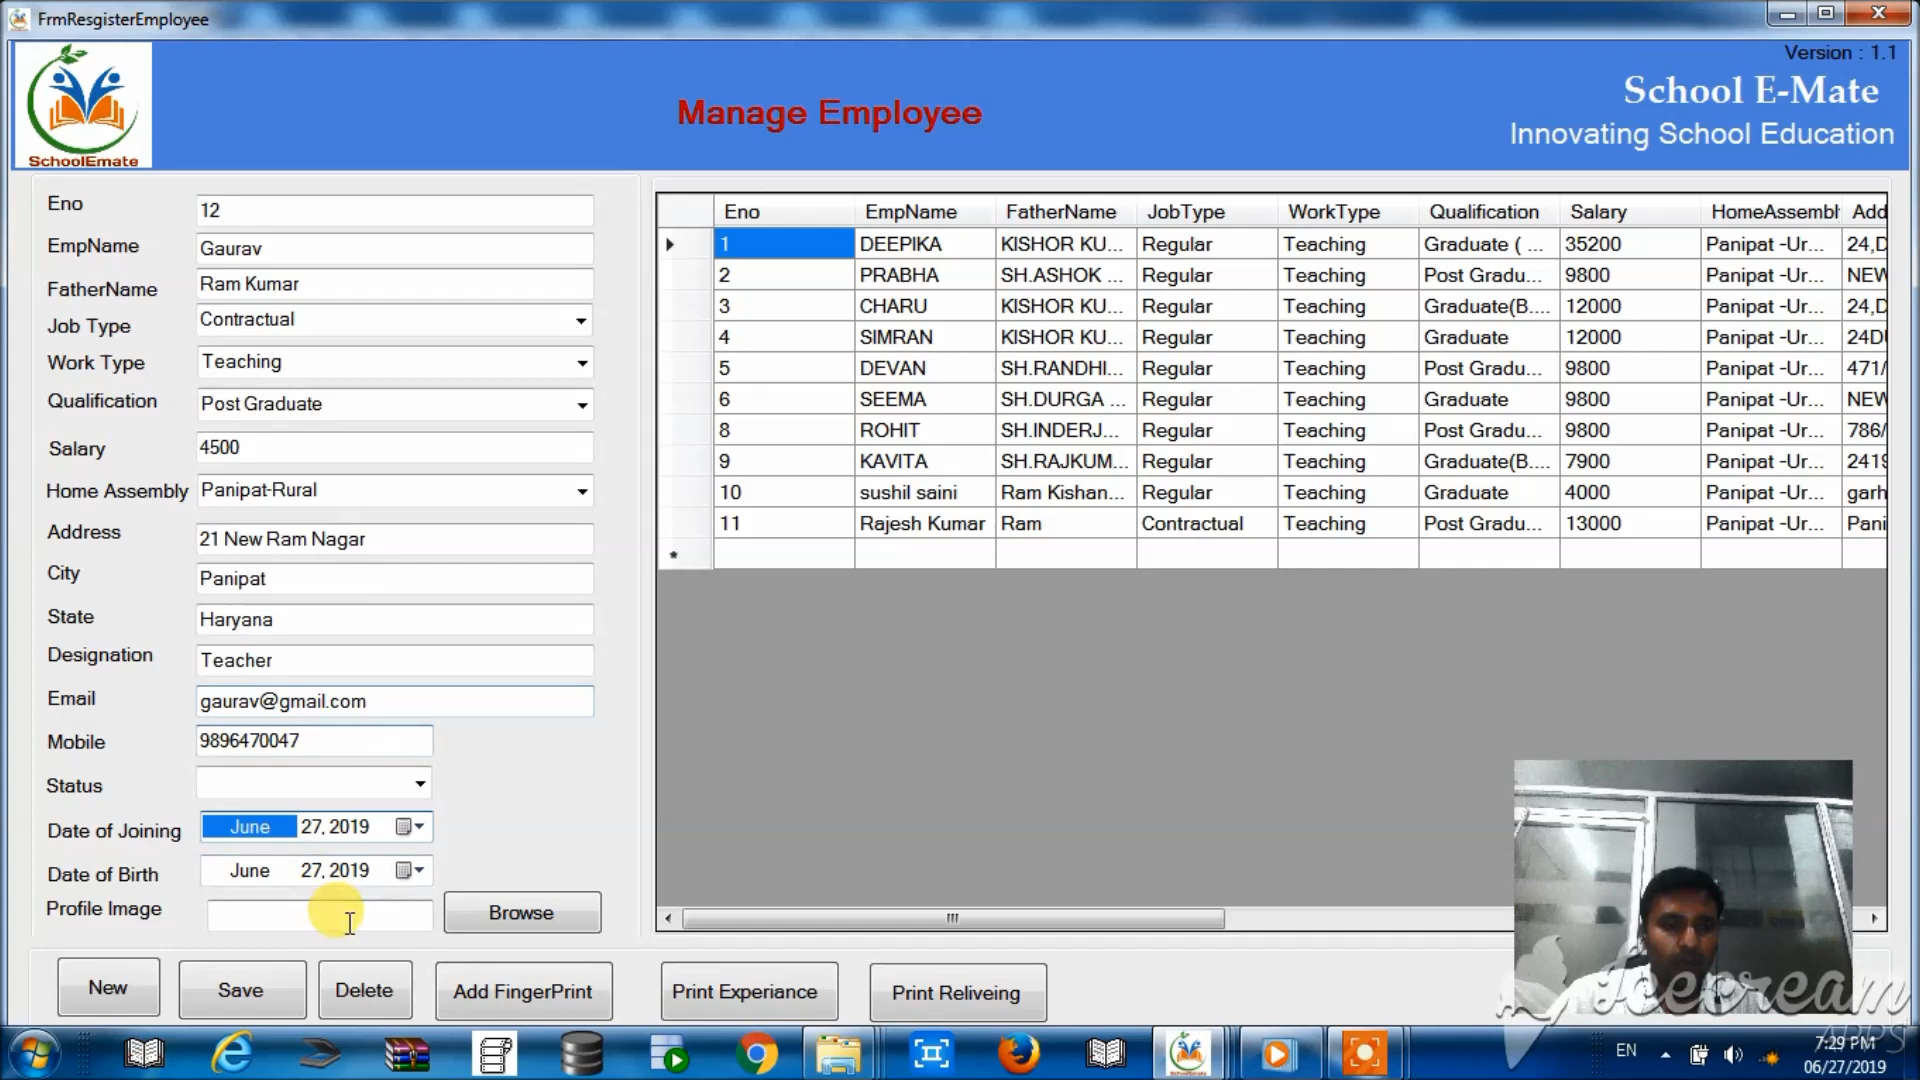 FrmResgisterEmployee
Version : 1.1
School E-Mate
Innovating School Education
Manage Employee
SchoolEmate
Eno 12
EmpName Gaurav
FatherName Ram Kumar
Job Type Contractual
Work Type Teaching
Qualification Post Graduate
Salary 4500
Home Assembly Panipat-Rural
Address 21 New Ram Nagar
City Panipat
State Haryana
Designation Teacher
Email gaurav@gmail.com
Mobile 9896470047
Status
Date of Joining June 27, 2019
Date of Birth June 27, 2019
Profile Image Browse
Eno EmpName FatherName JobType WorkType Qualification Salary HomeAssembl Add
1 DEEPIKA KISHOR KU... Regular Teaching Graduate ( ... 35200 Panipat -Ur... 24,D
2 PRABHA SH.ASHOK ... Regular Teaching Post Gradu... 9800 Panipat -Ur... NEW
3 CHARU KISHOR KU... Regular Teaching Graduate(B.... 12000 Panipat -Ur... 24,D
4 SIMRAN KISHOR KU... Regular Teaching Graduate 12000 Panipat -Ur... 24DU
5 DEVAN SH.RANDHI... Regular Teaching Post Gradu... 9800 Panipat -Ur... 471/
6 SEEMA SH.DURGA ... Regular Teaching Graduate 9800 Panipat -Ur... NEW
8 ROHIT SH.INDERJ... Regular Teaching Post Gradu... 9800 Panipat -Ur... 786/
9 KAVITA SH.RAJKUM... Regular Teaching Graduate(B.... 7900 Panipat -Ur... 2419
10 sushil saini Ram Kishan... Regular Teaching Graduate 4000 Panipat -Ur... garh
11 Rajesh Kumar Ram Contractual Teaching Post Gradu... 13000 Panipat -Ur... Pani
*
New Save Delete Add FingerPrint Print Experiance Print Reliveing
Icecream
APPS
EN
7:29 PM
06/27/2019